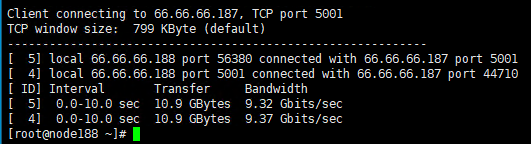 Client connecting to 66.66.66.187, TCP port 5001
TCP window size:  799 KByte (default)
------------------------------------------------------------
[  5] local 66.66.66.188 port 56380 connected with 66.66.66.187 port 5001
[  4] local 66.66.66.188 port 5001 connected with 66.66.66.187 port 44710
[ ID] Interval       Transfer     Bandwidth
[  5]  0.0-10.0 sec  10.9 GBytes  9.32 Gbits/sec
[  4]  0.0-10.0 sec  10.9 GBytes  9.37 Gbits/sec
[root@node188 ~]#